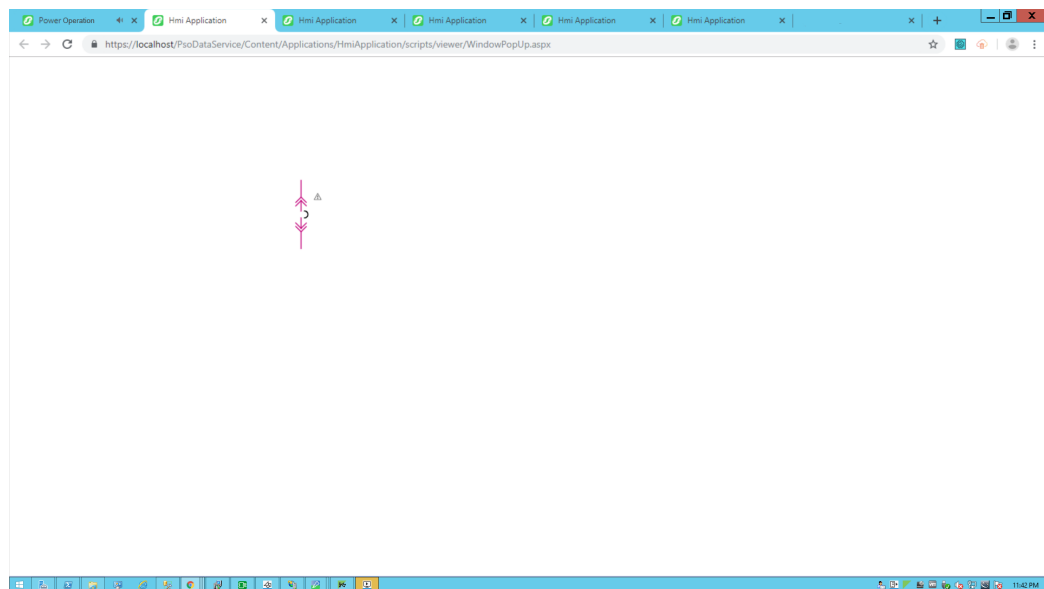 Power Operation
Hmi Application
Hmi Application
Hmi Application
Hmi Application
Hmi Application
https://localhost/PsoDataService/Content/Applications/HmiApplication/scripts/viewer/WindowPopUp.aspx
11:42 PM